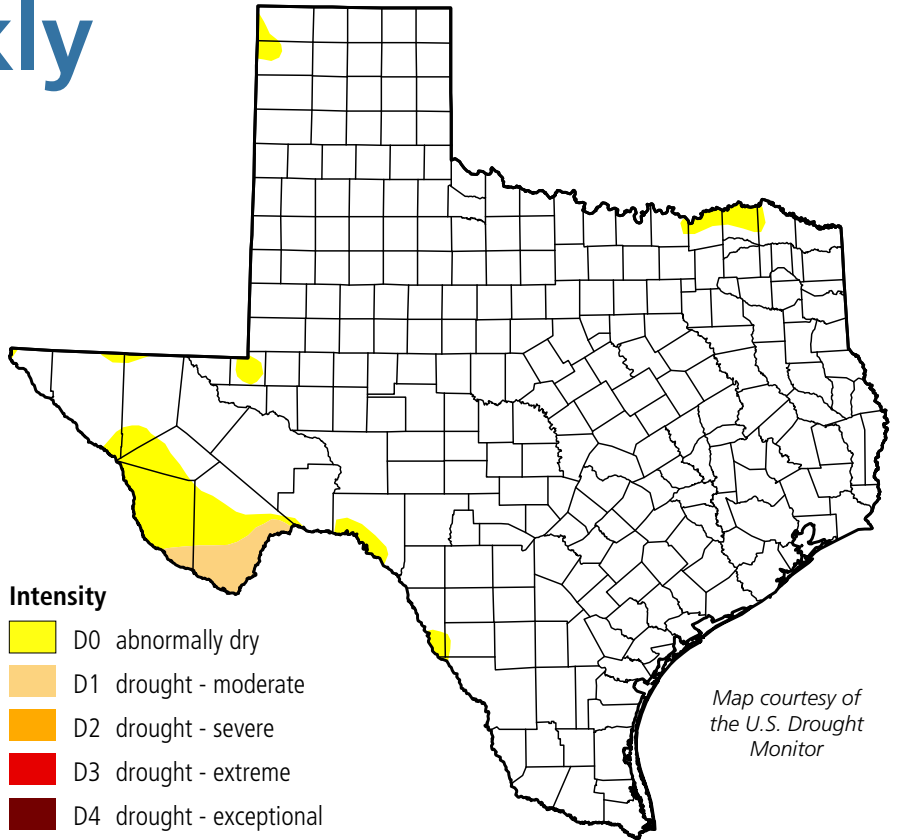 kly
Intensity
D0 abnormally dry
D1 drought - moderate
D2 drought - severe
D3 drought - extreme
D4 drought - exceptional
Map courtesy of
the U.S. Drought
Monitor